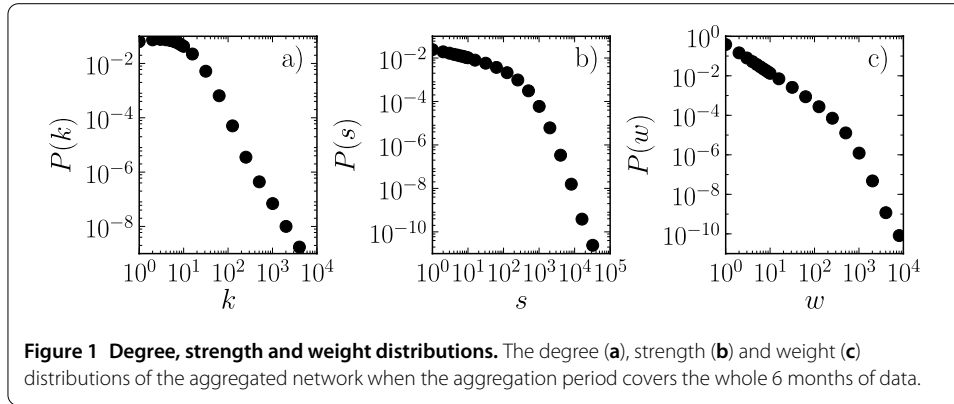 a)
10^-2
10^-4
10^-6
10^-8
P(k)
10^0 10^1 10^2 10^3 10^4
k
b)
10^-2
10^-4
10^-6
10^-8
10^-10
P(s)
10^0 10^1 10^2 10^3 10^4 10^5
s
c)
10^0
10^-2
10^-4
10^-6
10^-8
10^-10
P(w)
10^0 10^1 10^2 10^3 10^4
w
Figure 1 Degree, strength and weight distributions. The degree (a), strength (b) and weight (c)
distributions of the aggregated network when the aggregation period covers the whole 6 months of data.